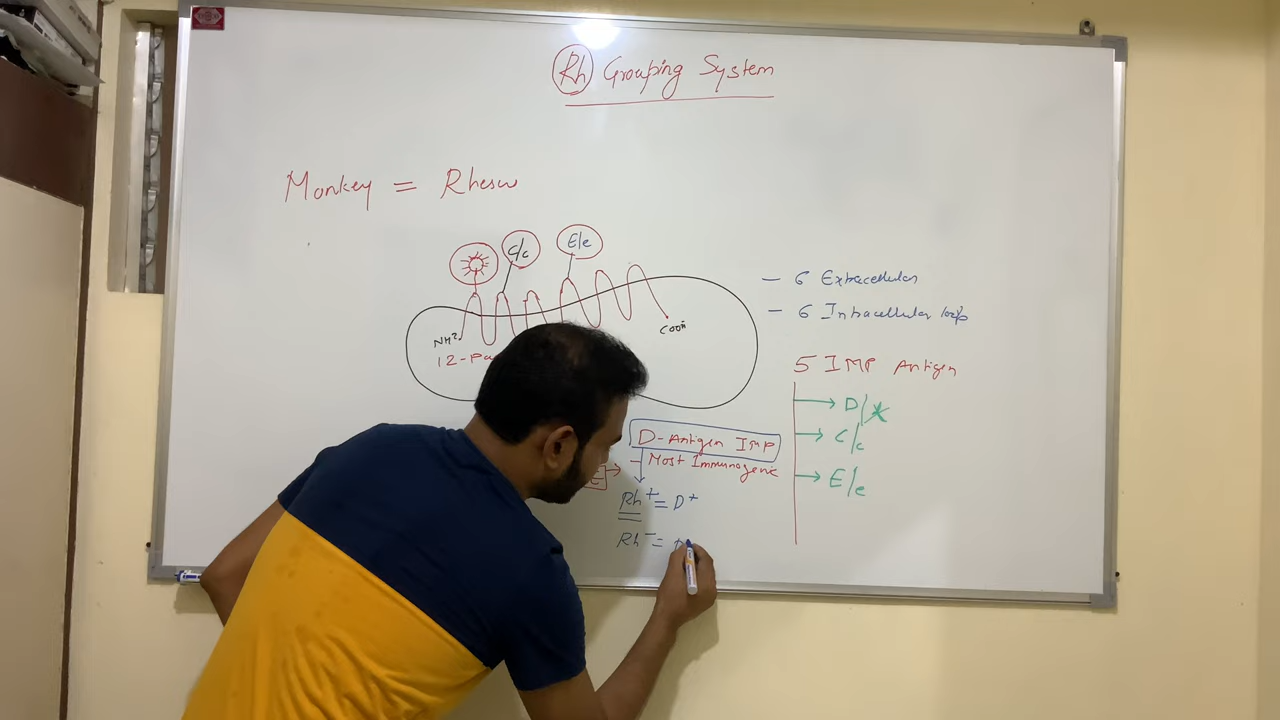 Rh Grouping System
Monkey = Rhesus
C/c
E/e
NH2
COOH
12-Pa
- 6 Extracellular
- 6 Intracellular loops
5 IMP Antigen
→ D/
→ C/c
→ E/e
D-Antigen IMP
- Most Immunogenic
Rh+ = D+
Rh- =